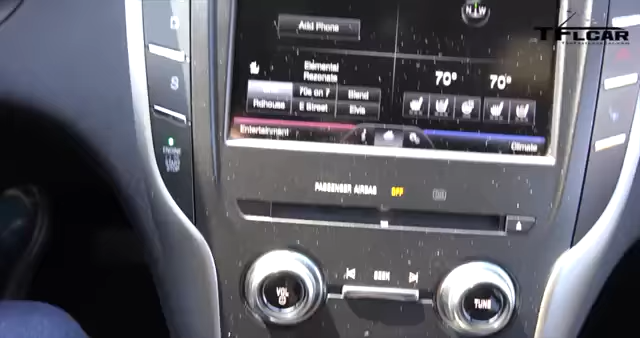 N W
TFLCAR
Add Phone
Elemental
Resonate
70° 70°
70s on 7 Blend
Rdhouse E Street Elvis
Entertainment Climate
PASSENGER AIRBAG OFF
SEEK
VOL
TUNE